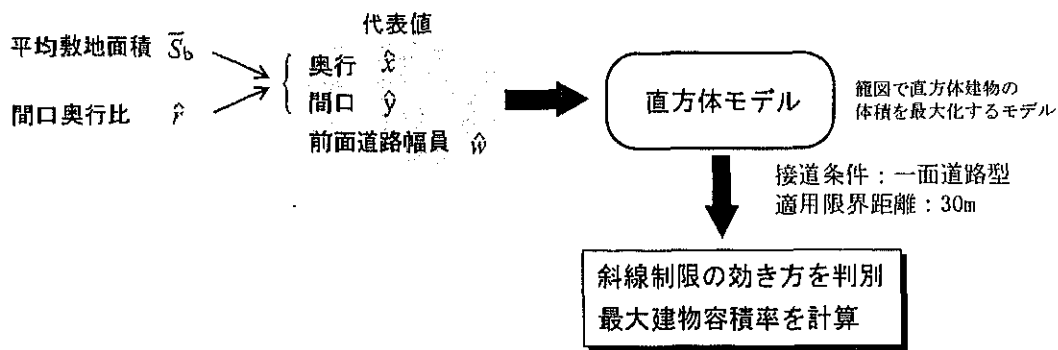 代表値
平均敷地面積 S̄b
間口奥行比 r̂
奥行 x̂
間口 ŷ
前面道路幅員 ŵ
直方体モデル
範囲で直方体建物の
体積を最大化するモデル
接道条件：一面道路型
適用限界距離：30m
斜線制限の効き方を判別
最大建物容積率を計算